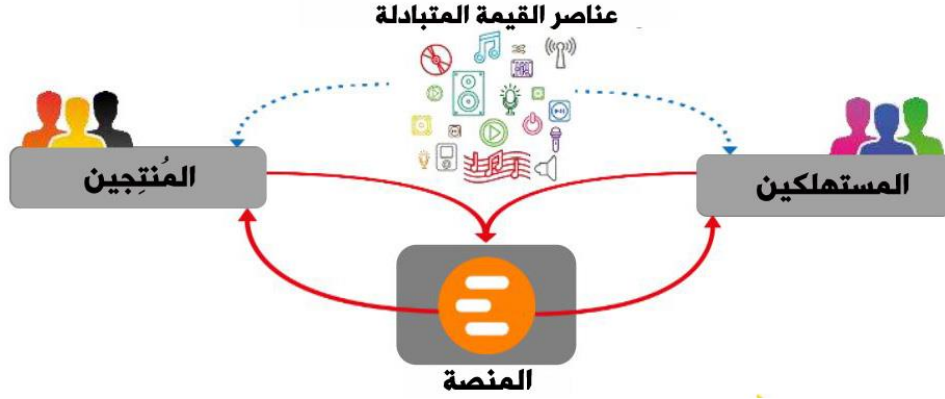 عناصر القيمة المتبادلة
المُنتِجين
المستهلكين
المنصة